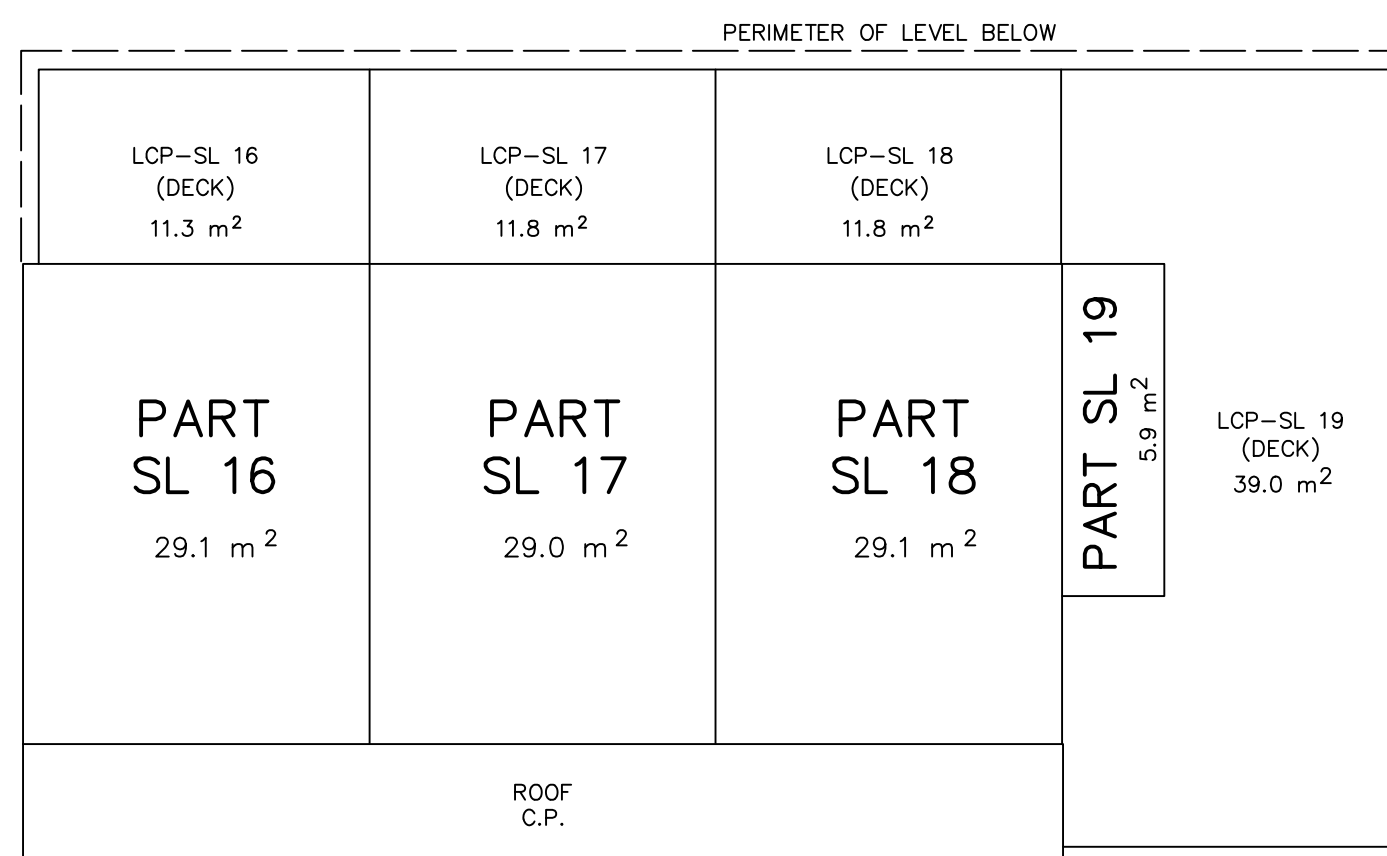 PERIMETER OF LEVEL BELOW
LCP-SL 16
(DECK)
11.3 m²
LCP-SL 17
(DECK)
11.8 m²
LCP-SL 18
(DECK)
11.8 m²
PART
SL 16
29.1 m²
PART
SL 17
29.0 m²
PART
SL 18
29.1 m²
PART SL 19
5.9 m²
LCP-SL 19
(DECK)
39.0 m²
ROOF
C.P.